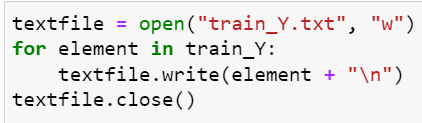 textfile = open("train_Y.txt", "w")
for element in train_Y:
    textfile.write(element + "\n")
textfile.close()